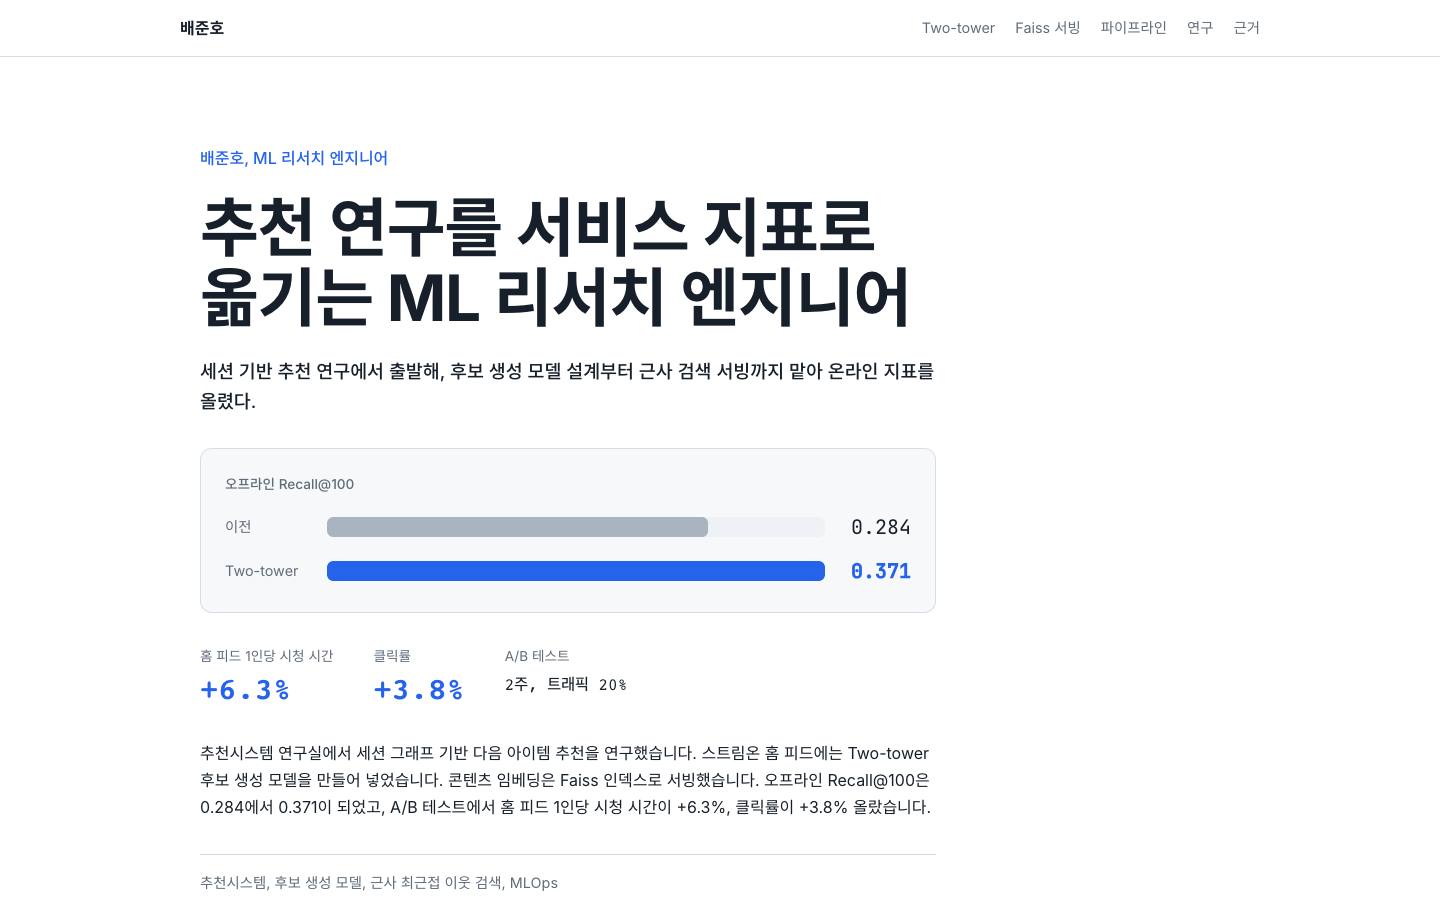 배준호
Two-tower Faiss 서빙 파이프라인 연구 근거
배준호, ML 리서치 엔지니어
추천 연구를 서비스 지표로
옮기는 ML 리서치 엔지니어
세션 기반 추천 연구에서 출발해, 후보 생성 모델 설계부터 근사 검색 서빙까지 맡아 온라인 지표를
올렸다.
오프라인 Recall@100
이전 0.284
Two-tower 0.371
홈 피드 1인당 시청 시간 클릭률 A/B 테스트
+6.3% +3.8% 2주, 트래픽 20%
추천시스템 연구실에서 세션 그래프 기반 다음 아이템 추천을 연구했습니다. 스트림온 홈 피드에는 Two-tower
후보 생성 모델을 만들어 넣었습니다. 콘텐츠 임베딩은 Faiss 인덱스로 서빙했습니다. 오프라인 Recall@100은
0.284에서 0.371이 되었고, A/B 테스트에서 홈 피드 1인당 시청 시간이 +6.3%, 클릭률이 +3.8% 올랐습니다.
추천시스템, 후보 생성 모델, 근사 최근접 이웃 검색, MLOps